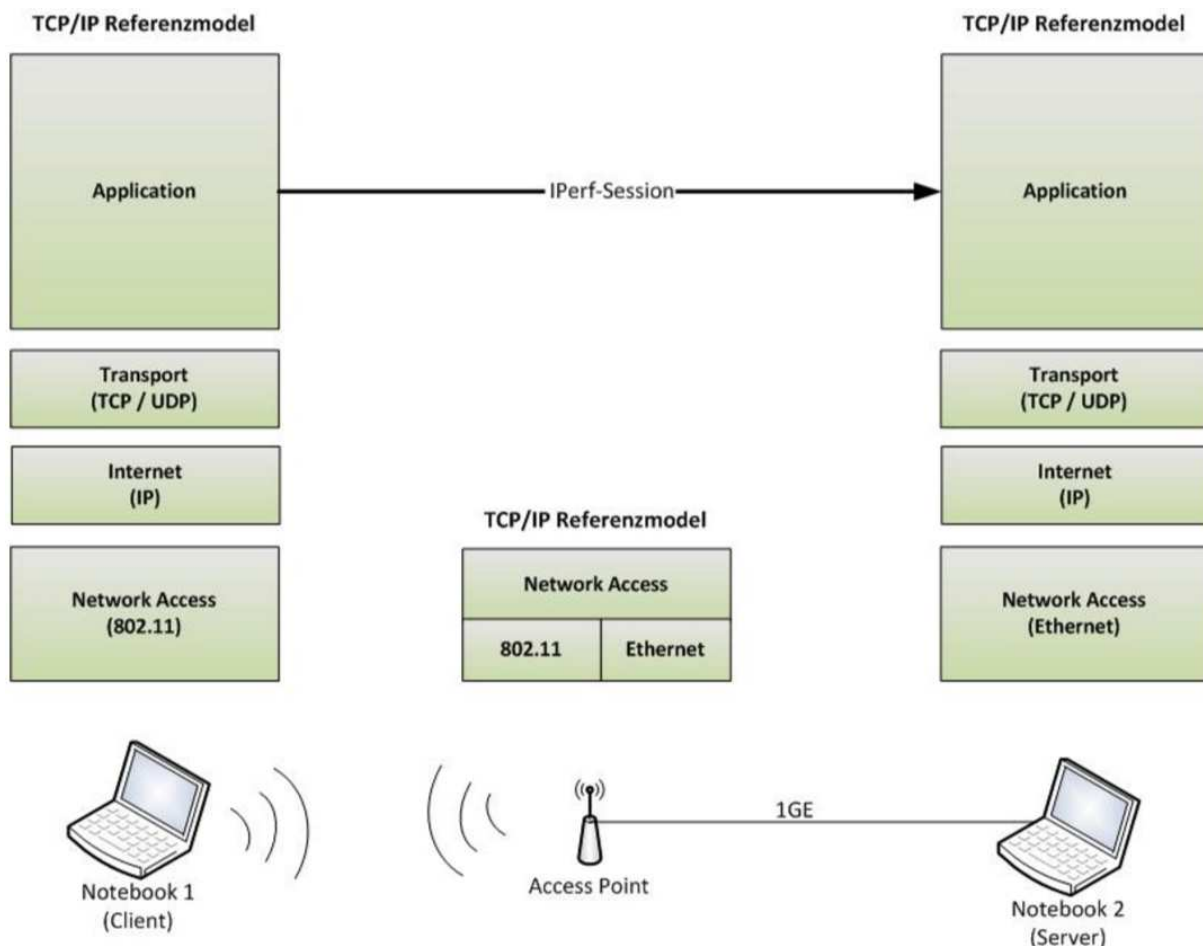 TCP/IP Referenzmodel
TCP/IP Referenzmodel
Application
IPerf-Session
Application
Transport
(TCP / UDP)
Transport
(TCP / UDP)
Internet
(IP)
Internet
(IP)
TCP/IP Referenzmodel
Network Access
(802.11)
Network Access
802.11
Ethernet
Network Access
(Ethernet)
1GE
Notebook 1
(Client)
Access Point
Notebook 2
(Server)